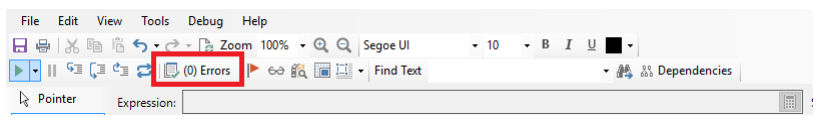 File Edit View Tools Debug Help
Zoom 100% Segoe UI 10 B I U
(0) Errors Find Text Dependencies
Pointer Expression: